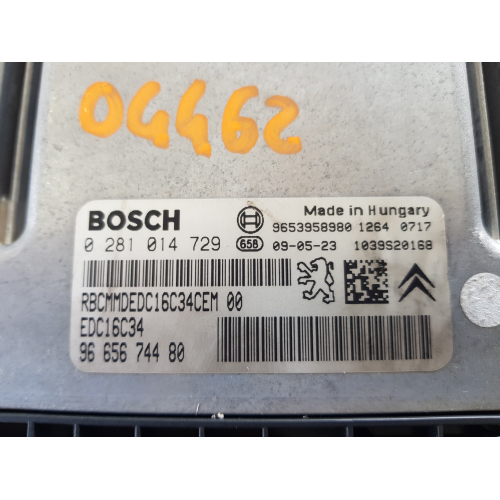 04462
BOSCH
Made in Hungary
9653958980 1264 0717
0 281 014 729 658 09-05-23 1039S20168
RBCMMDEDC16C34CEM 00
EDC16C34
96 656 744 80